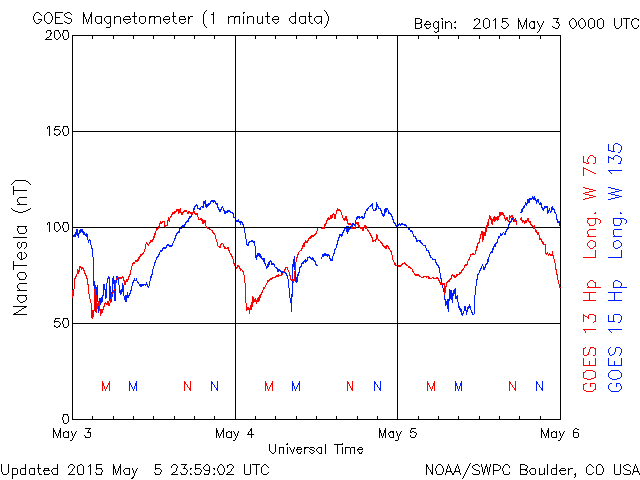 GOES Magnetometer (1 minute data)
Begin: 2015 May 3 0000 UTC
200
150
100
50
0
NanoTesla (nT)
M M N N M M N N M M N N
May 3 May 4 May 5 May 6
Universal Time
GOES 13 Hp Long. W 75
GOES 15 Hp Long. W 135
Updated 2015 May 5 23:59:02 UTC
NOAA/SWPC Boulder, CO USA